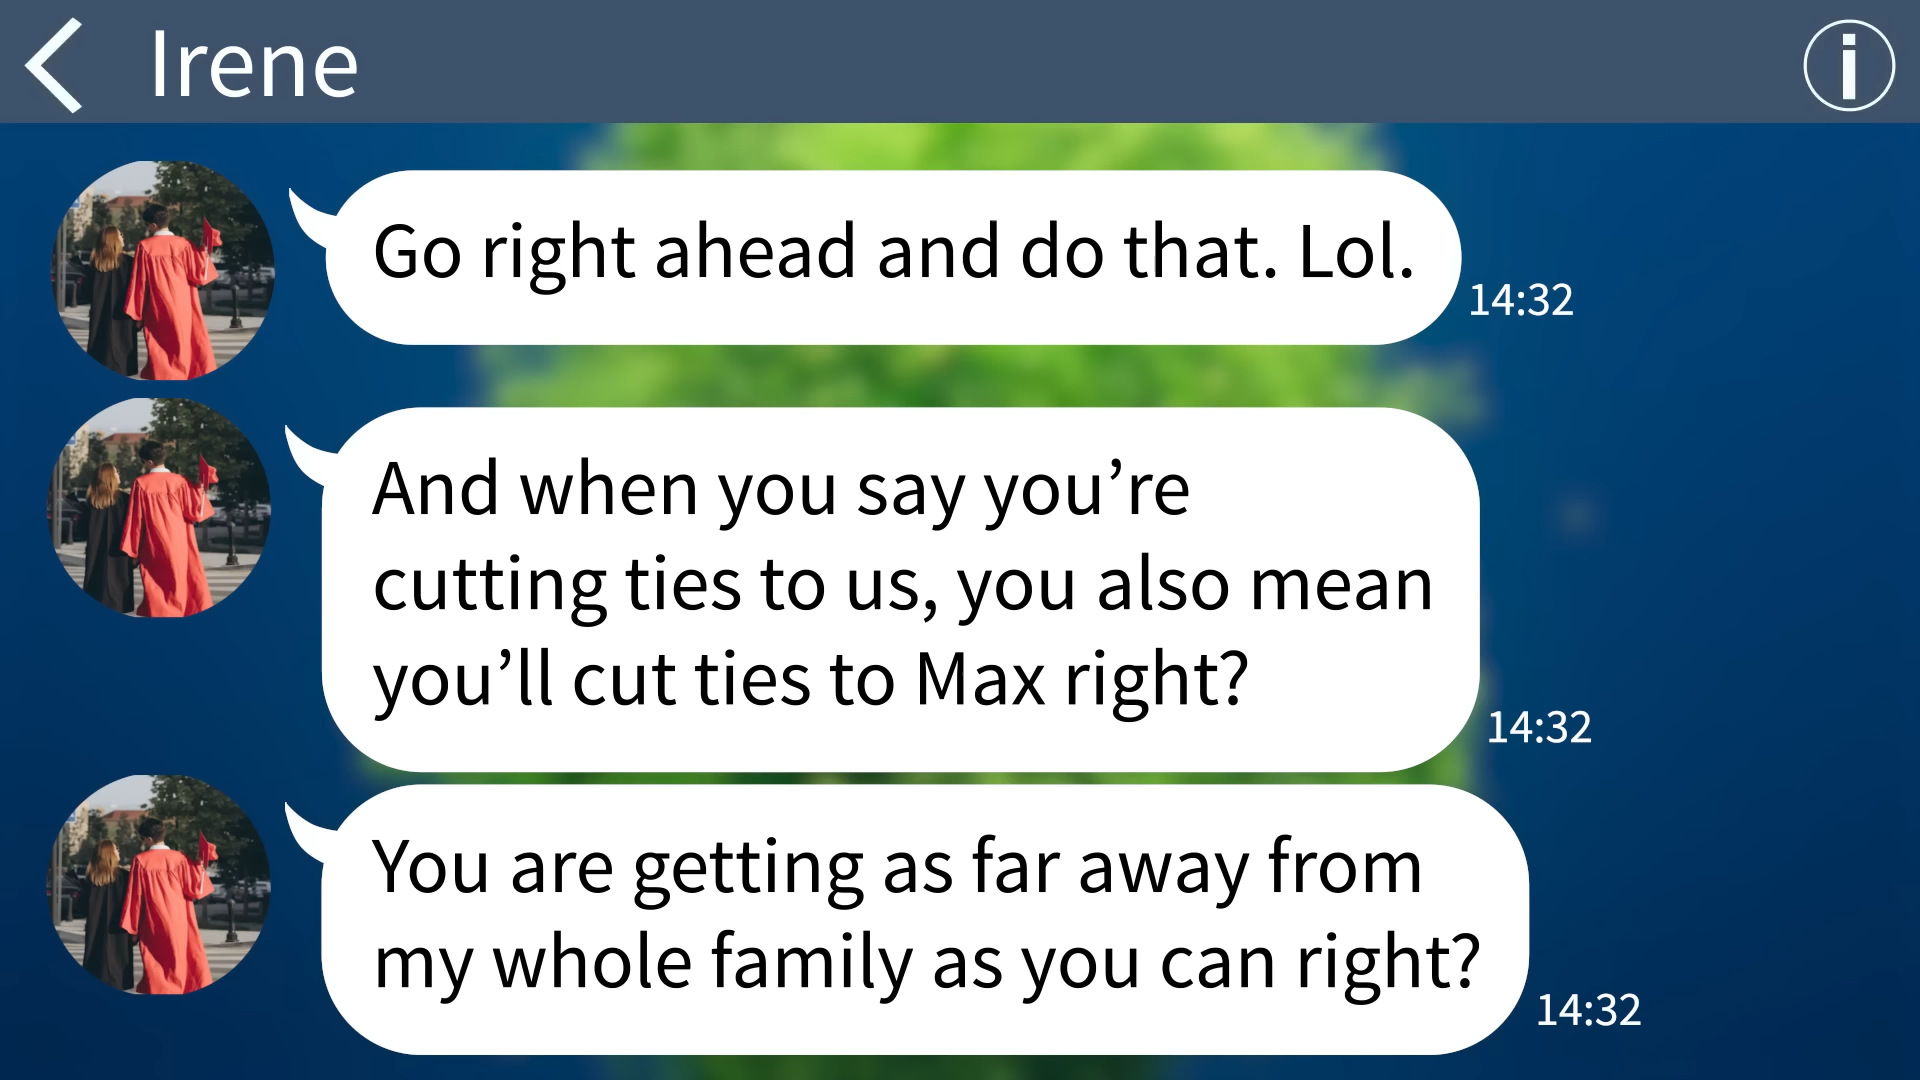 Irene
Go right ahead and do that. Lol.
14:32
And when you say you’re
cutting ties to us, you also mean
you’ll cut ties to Max right?
14:32
You are getting as far away from
my whole family as you can right?
14:32